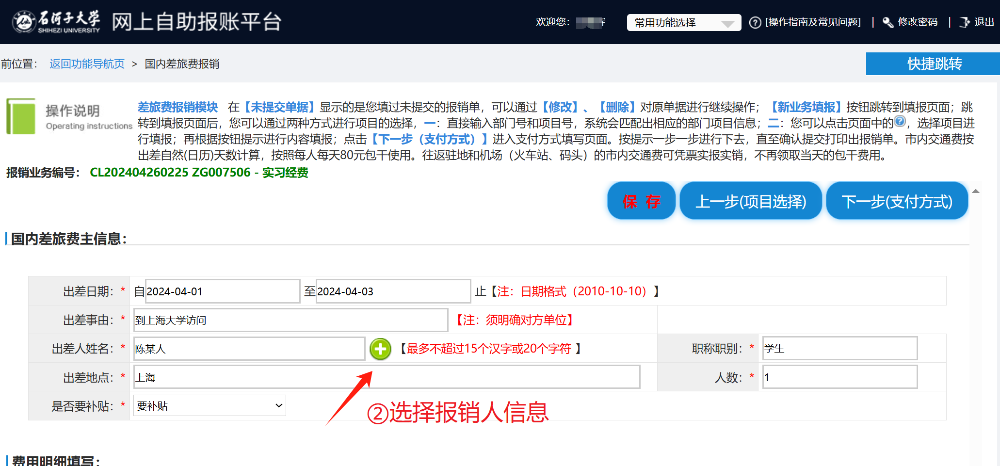 石河子大学 SHIHEZI UNIVERSITY 网上自助报账平台 欢迎您： 常用功能选择 [操作指南及常见问题] | 修改密码 | 退出
前位置： 返回功能导航页 > 国内差旅费报销 快捷跳转
操作说明
Operating instructions
差旅费报销模块 在【未提交单据】显示的是您填过未提交的报销单，可以通过【修改】、【删除】对原单据进行继续操作；【新业务填报】按钮跳转到填报页面；跳
转到填报页面后，您可以通过两种方式进行项目的选择，一：直接输入部门号和项目号，系统会匹配出相应的部门项目信息；二：您可以点击页面中的?，选择项目进
行填报；再根据按钮提示进行内容填报；点击【下一步（支付方式）】进入支付方式填写页面。按提示一步一步进行下去，直至确认提交打印出报销单。市内交通费按
出差自然(日历)天数计算，按照每人每天80元包干使用。往返驻地和机场（火车站、码头）的市内交通费可凭票实报实销，不再领取当天的包干费用。
报销业务编号： CL202404260225 ZG007506 - 实习经费
保 存 上一步(项目选择) 下一步(支付方式)
国内差旅费主信息：
出差日期：* 自 2024-04-01 至 2024-04-03 止【注：日期格式（2010-10-10）】
出差事由：* 到上海大学访问 【注：须明确对方单位】
出差人姓名：* 陈某人 【最多不超过15个汉字或20个字符 】 职称职别：* 学生
出差地点：* 上海 人数：* 1
是否要补贴：* 要补贴
②选择报销人信息
费用明细填写：